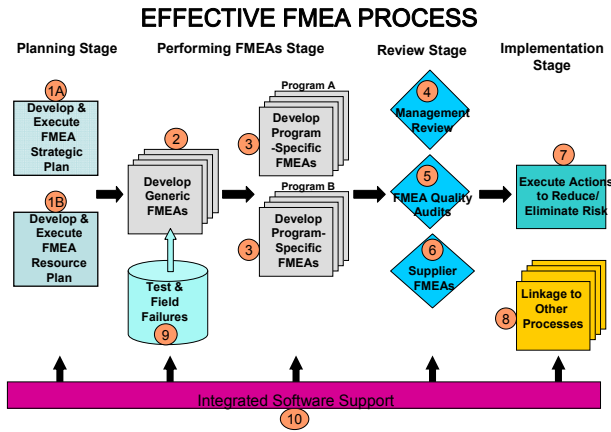 EFFECTIVE FMEA PROCESS
Planning Stage
Performing FMEAs Stage
Review Stage
Implementation
Stage
1A
Develop &
Execute
FMEA
Strategic
Plan
1B
Develop &
Execute
FMEA
Resource
Plan
2
Develop
Generic
FMEAs
Test &
Field
Failures
9
Program A
3
Develop
Program
-Specific
FMEAs
Program B
3
Develop
Program-
Specific
FMEAs
4
Management
Review
5
FMEA Quality
Audits
6
Supplier
FMEAs
7
Execute Actions
to Reduce/
Eliminate Risk
8
Linkage to
Other
Processes
Integrated Software Support
10